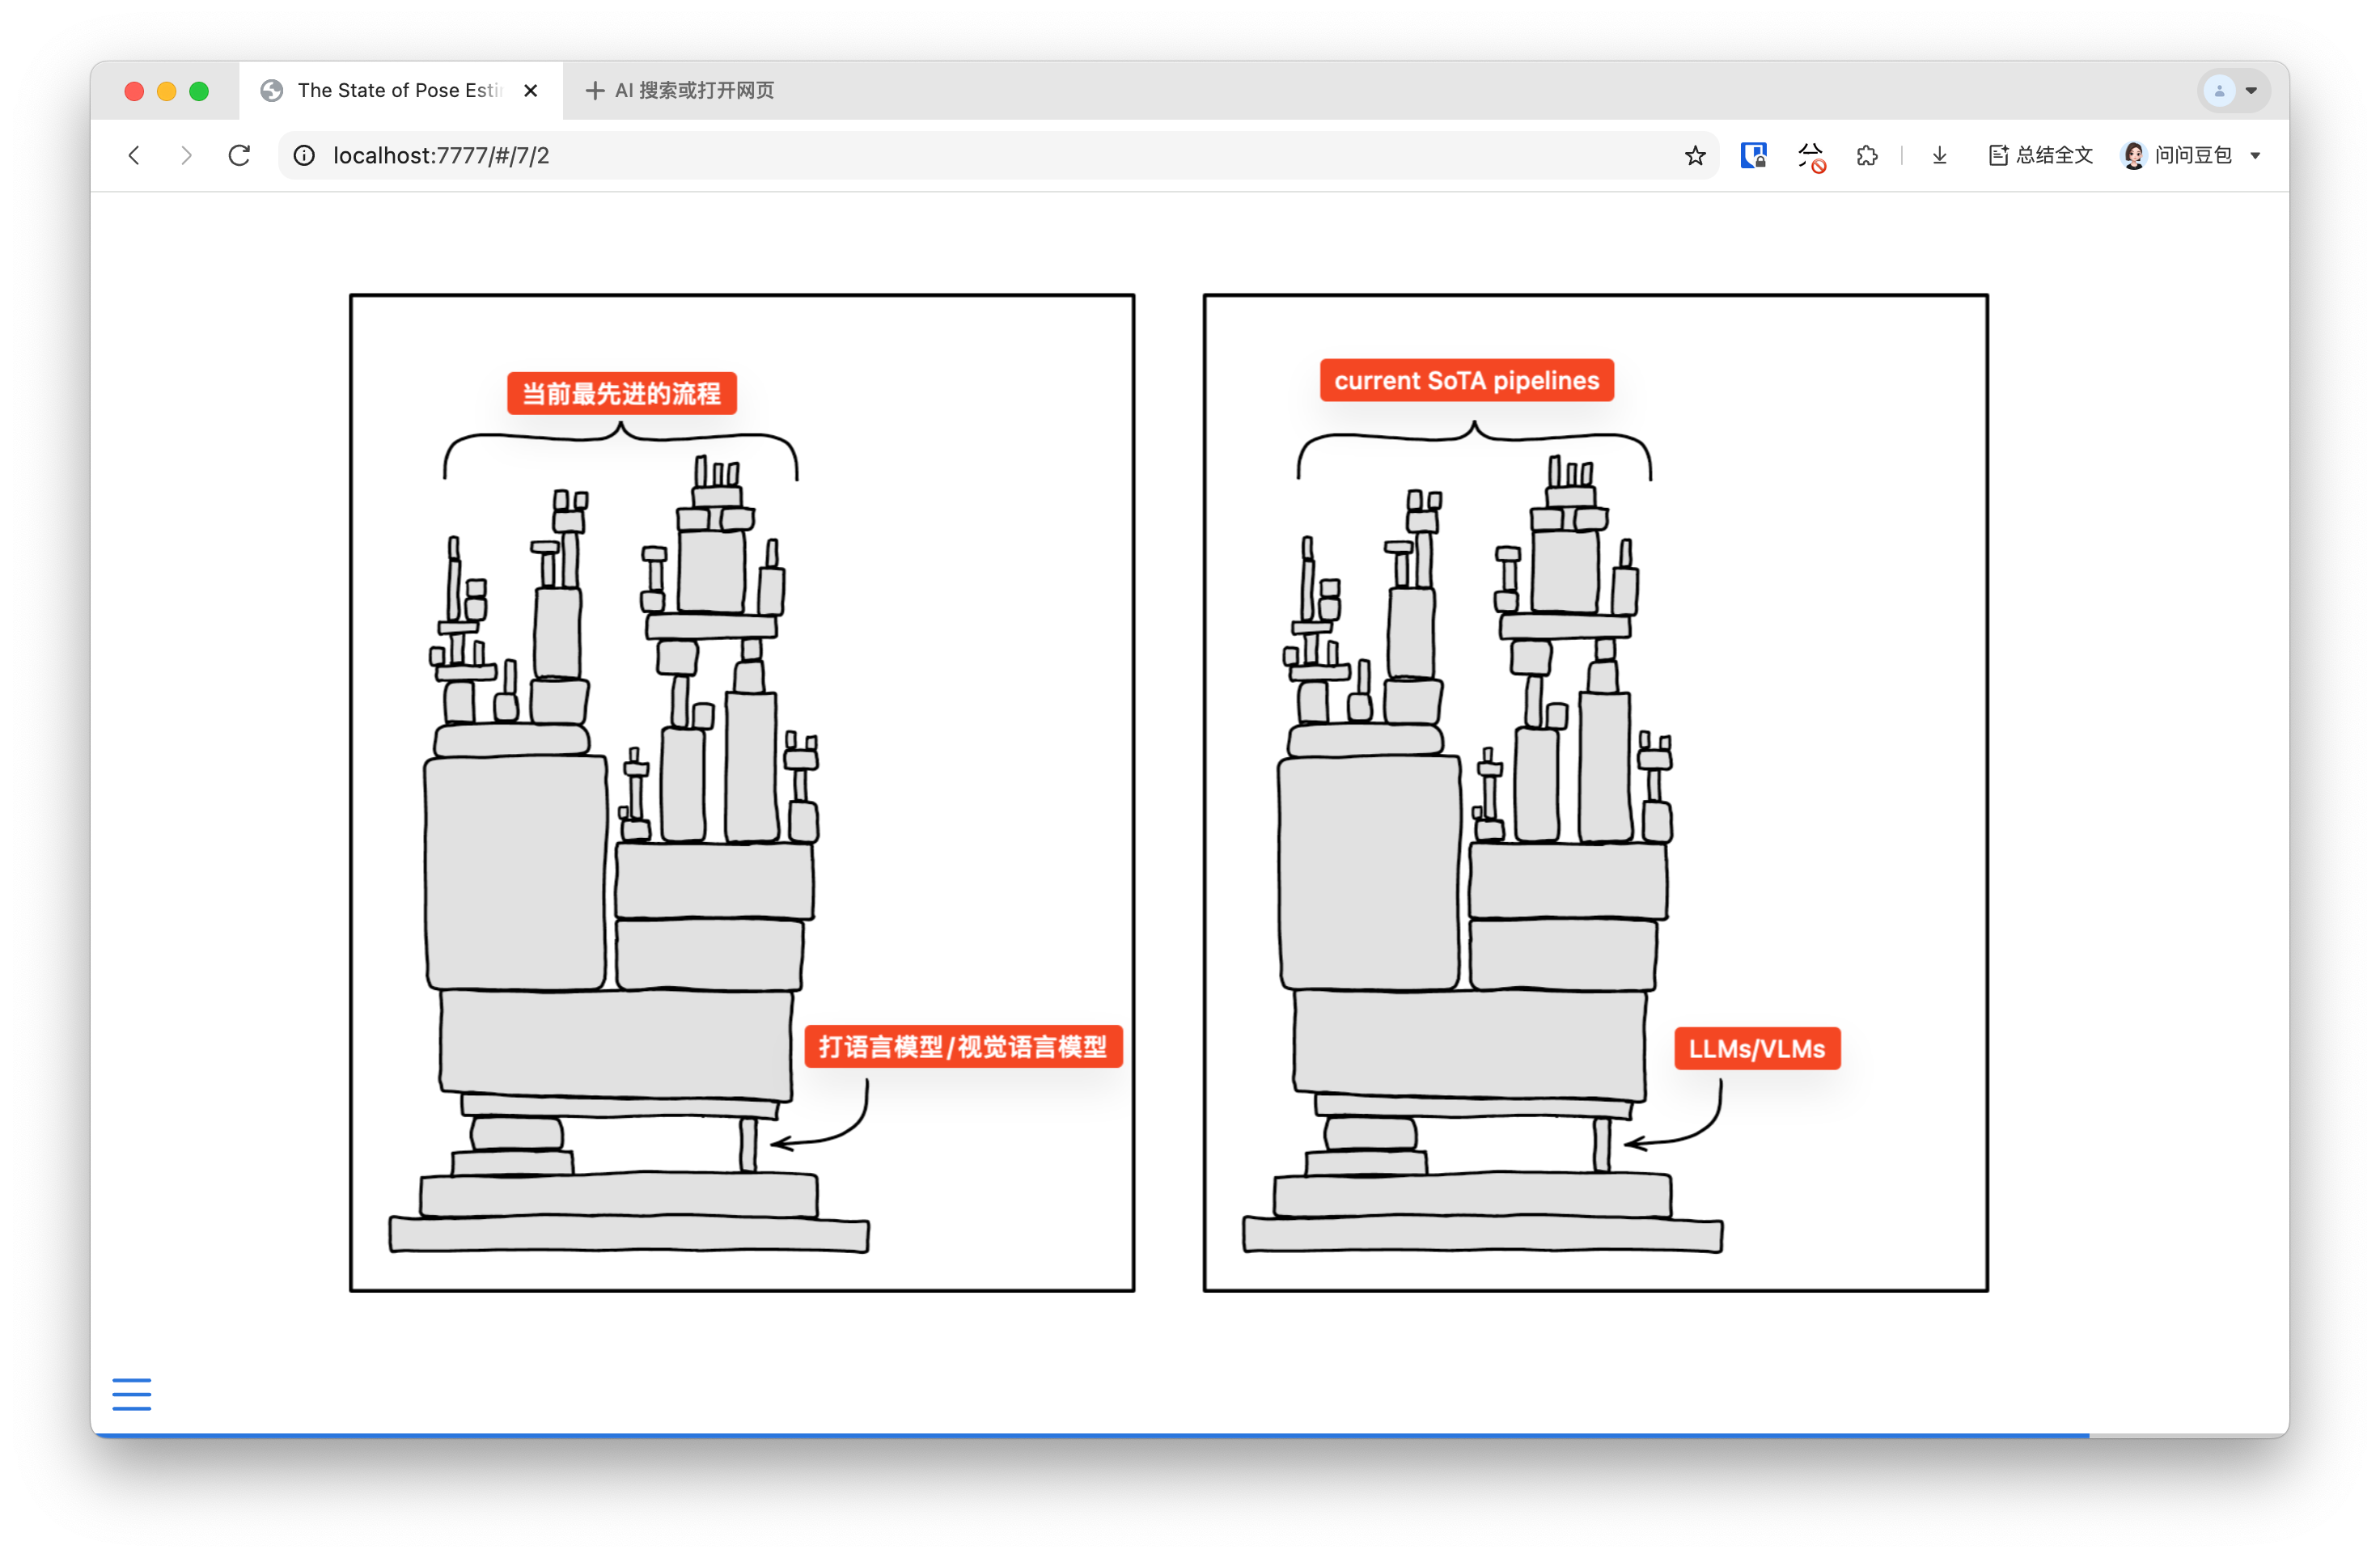 The State of Pose Esti
AI 搜索或打开网页
localhost:7777/#/7/2
总结全文
问问豆包
当前最先进的流程
current SoTA pipelines
打语言模型/视觉语言模型
LLMs/VLMs